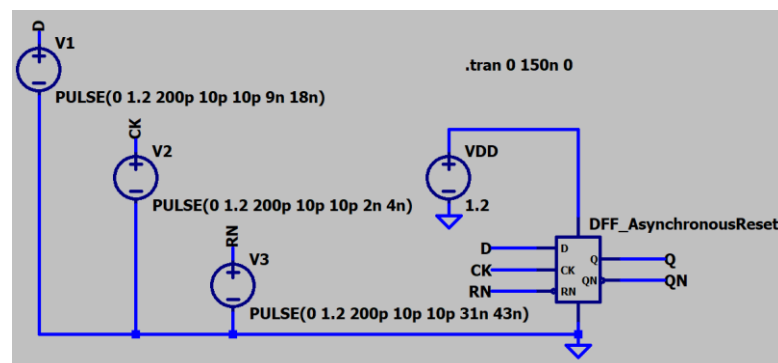 D
V1
.tran 0 150n 0
PULSE(0 1.2 200p 10p 10p 9n 18n)
CK
V2
VDD
PULSE(0 1.2 200p 10p 10p 2n 4n)
1.2
DFF_AsynchronousReset
RN
V3
D
D
Q
Q
CK
CK
QN
QN
RN
RN
PULSE(0 1.2 200p 10p 10p 31n 43n)